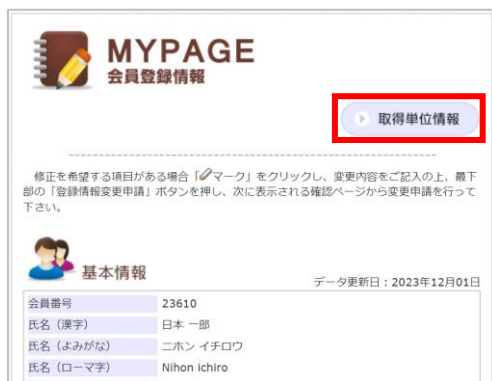 MYPAGE
会員登録情報
取得単位情報
修正を希望する項目がある場合「マーク」をクリックし、変更内容をご記入の上、最下
部の「登録情報変更申請」ボタンを押し、次に表示される確認ページから変更申請を行って
下さい。
基本情報
データ更新日：2023年12月01日
会員番号 23610
氏名（漢字） 日本 一郎
氏名（よみがな） ニホン イチロウ
氏名（ローマ字） Nihon ichiro